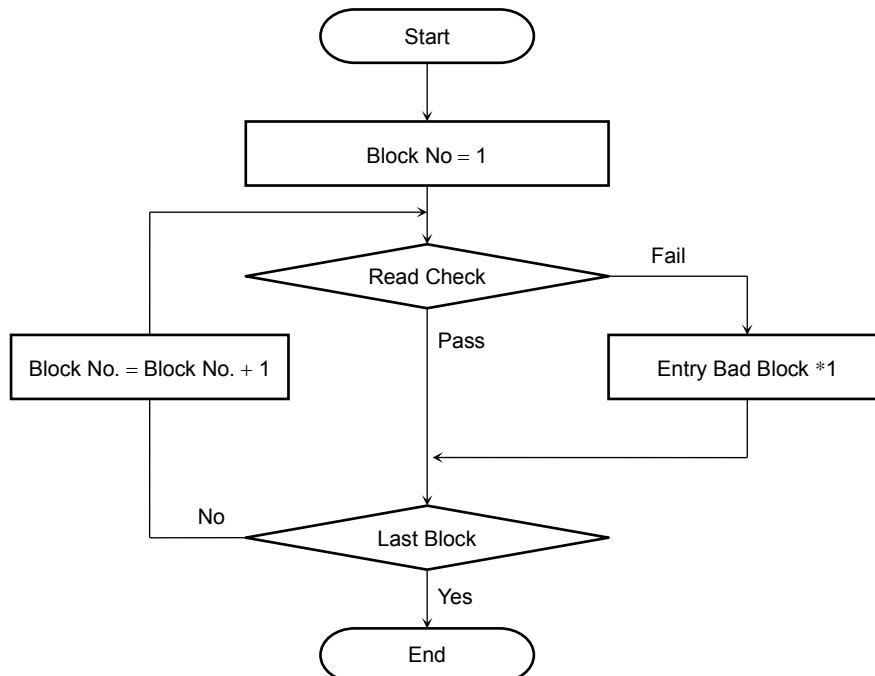 Start
Block No = 1
Read Check
Fail
Pass
Block No. = Block No. + 1
Entry Bad Block *1
No
Last Block
Yes
End